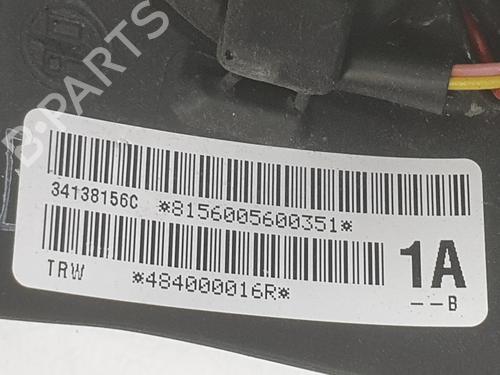 B-PARTS
34138156C *8156005600351*
TRW *484000016R* 1A
--B